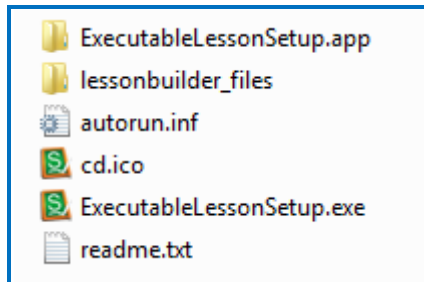 ExecutableLessonSetup.app
lessonbuilder_files
autorun.inf
cd.ico
ExecutableLessonSetup.exe
readme.txt